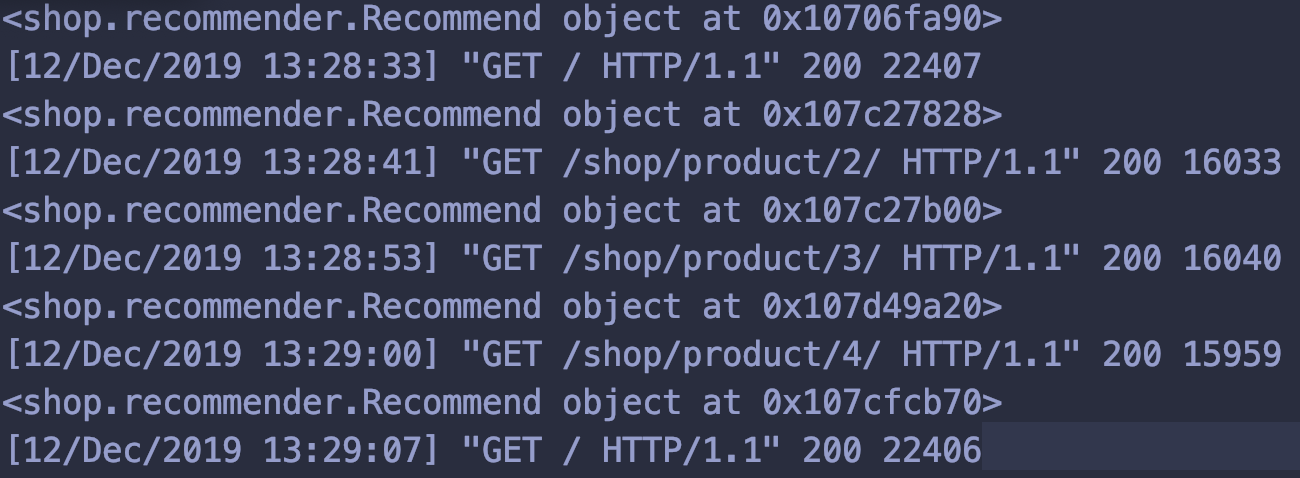 <shop.recommender.Recommend object at 0x10706fa90>
[12/Dec/2019 13:28:33] "GET / HTTP/1.1" 200 22407
<shop.recommender.Recommend object at 0x107c27828>
[12/Dec/2019 13:28:41] "GET /shop/product/2/ HTTP/1.1" 200 16033
<shop.recommender.Recommend object at 0x107c27b00>
[12/Dec/2019 13:28:53] "GET /shop/product/3/ HTTP/1.1" 200 16040
<shop.recommender.Recommend object at 0x107d49a20>
[12/Dec/2019 13:29:00] "GET /shop/product/4/ HTTP/1.1" 200 15959
<shop.recommender.Recommend object at 0x107cfcb70>
[12/Dec/2019 13:29:07] "GET / HTTP/1.1" 200 22406